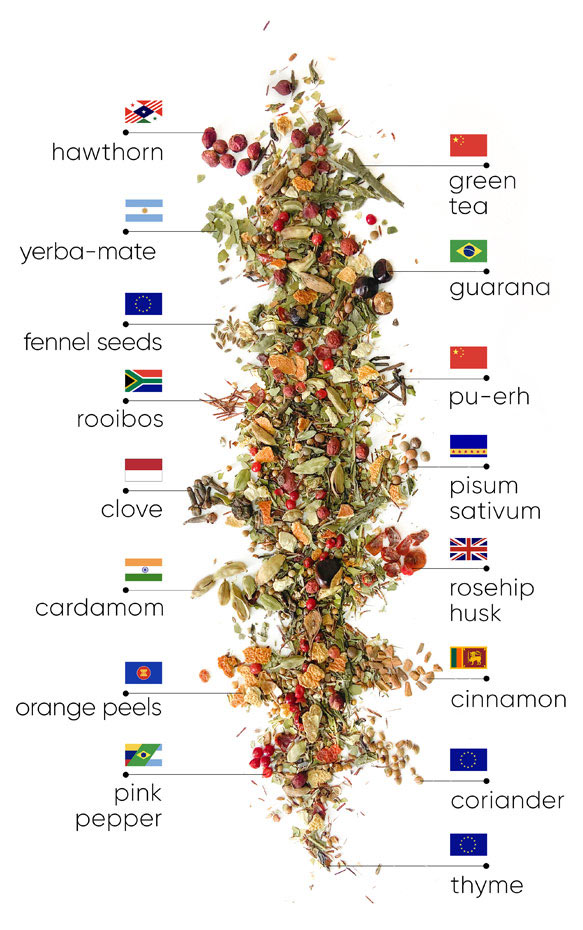 hawthorn
green
tea
yerba-mate
guarana
fennel seeds
pu-erh
rooibos
pisum
sativum
clove
rosehip
husk
cardamom
cinnamon
orange peels
pink
pepper
coriander
thyme